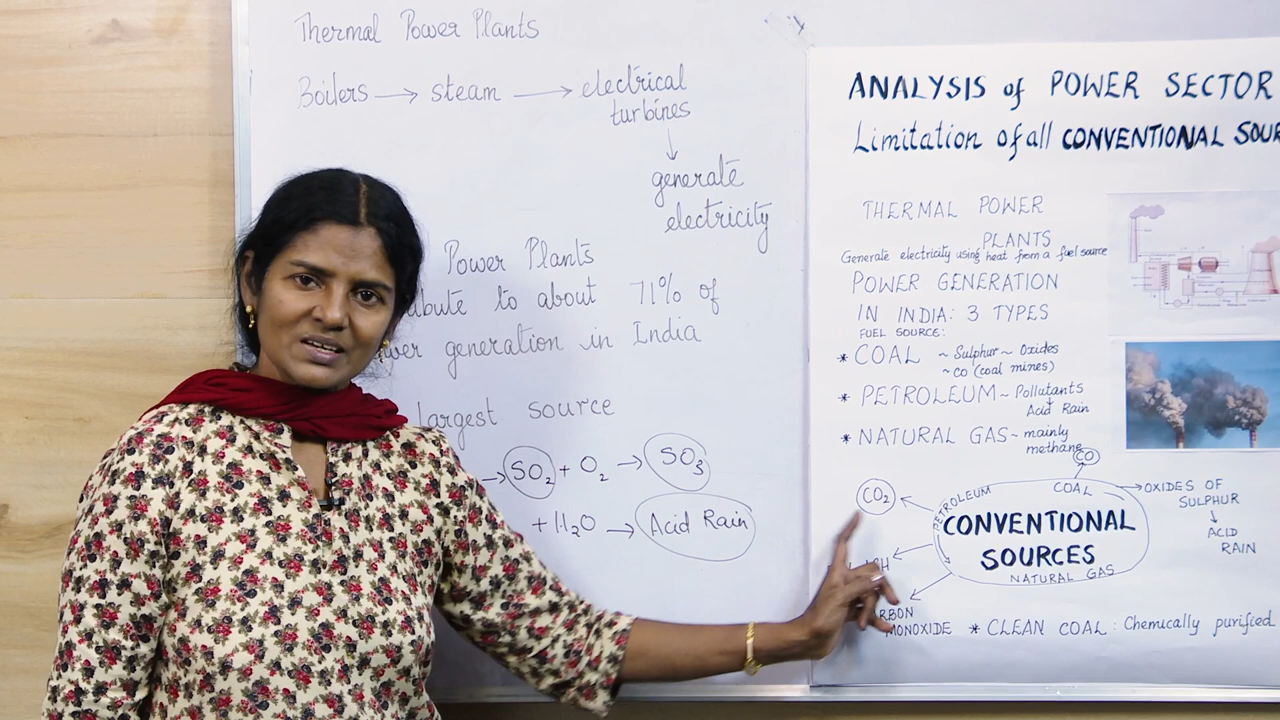 Thermal Power Plants
Boilers → steam → electrical
turbines
↓
generate
electricity
Power Plants
to about 71% of
generation in India
largest source
→ SO₂ + O₂ → SO₃
+ H₂O → Acid Rain
ANALYSIS of POWER SECTOR
Limitation of all CONVENTIONAL
THERMAL POWER
PLANTS
Generate electricity using heat from a fuel source
POWER GENERATION
IN INDIA: 3 TYPES
FUEL SOURCE:
* COAL ~ Sulphur ~ Oxides
~ CO (coal mines)
* PETROLEUM ~ Pollutants
Acid Rain
* NATURAL GAS ~ mainly
methane
CO
CO₂
PETROLEUM
COAL → OXIDES OF
SULPHUR
↓
ACID
RAIN
CONVENTIONAL
SOURCES
NATURAL GAS
MONOXIDE
* CLEAN COAL : Chemically purified